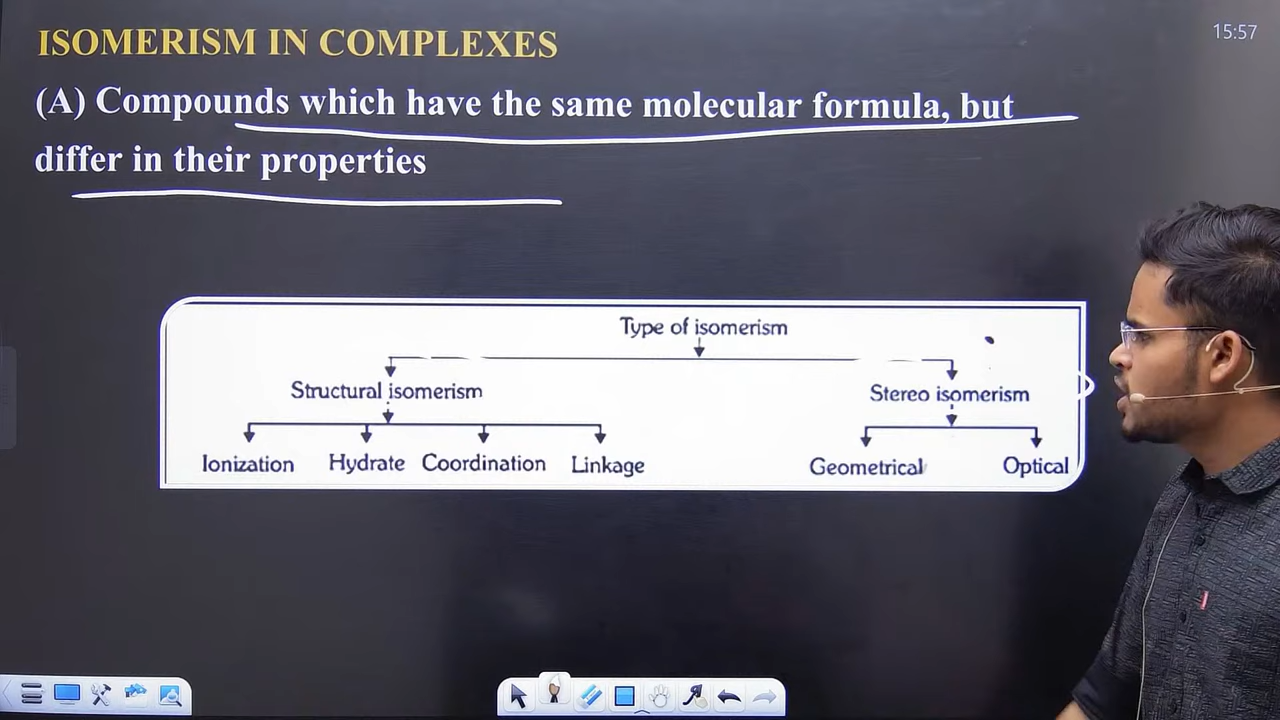 ISOMERISM IN COMPLEXES
15:57
(A) Compounds which have the same molecular formula, but
differ in their properties
Type of isomerism
Structural isomerism
Stereo isomerism
Ionization Hydrate Coordination Linkage
Geometrical Optical